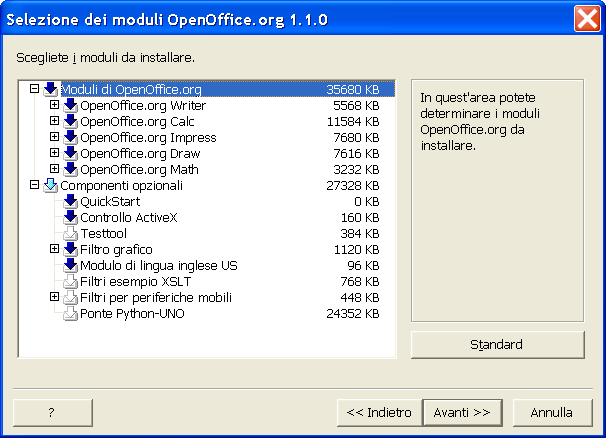 Selezione dei moduli OpenOffice.org 1.1.0
Scegliete i moduli da installare.
Moduli di OpenOffice.org 35680 KB
OpenOffice.org Writer 5568 KB
OpenOffice.org Calc 11584 KB
OpenOffice.org Impress 7680 KB
OpenOffice.org Draw 7616 KB
OpenOffice.org Math 3232 KB
Componenti opzionali 27328 KB
QuickStart 0 KB
Controllo ActiveX 160 KB
Testtool 384 KB
Filtro grafico 1120 KB
Modulo di lingua inglese US 96 KB
Filtri esempio XSLT 768 KB
Filtri per periferiche mobili 448 KB
Ponte Python-UNO 24352 KB
In quest'area potete
determinare i moduli
OpenOffice.org da
installare.
Standard
? << Indietro Avanti >> Annulla